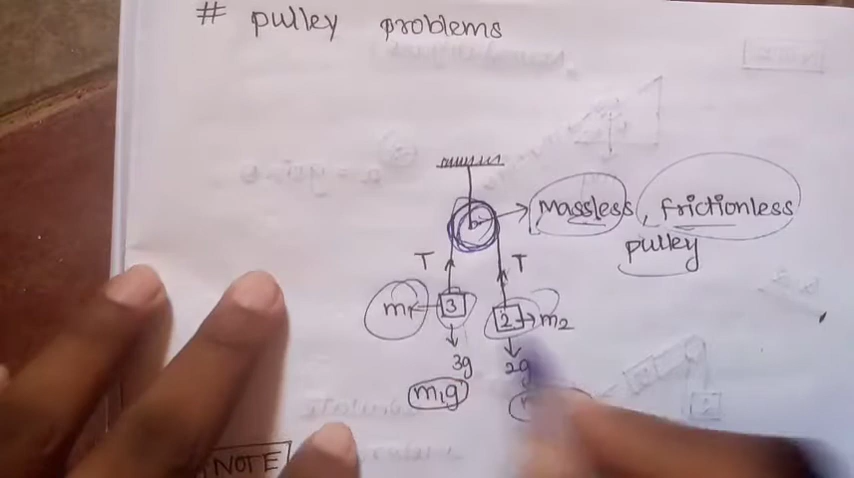 # pulley problems
massless, frictionless
pulley
T T
m1 3 2 m2
3g 2g
m1g
NOTE